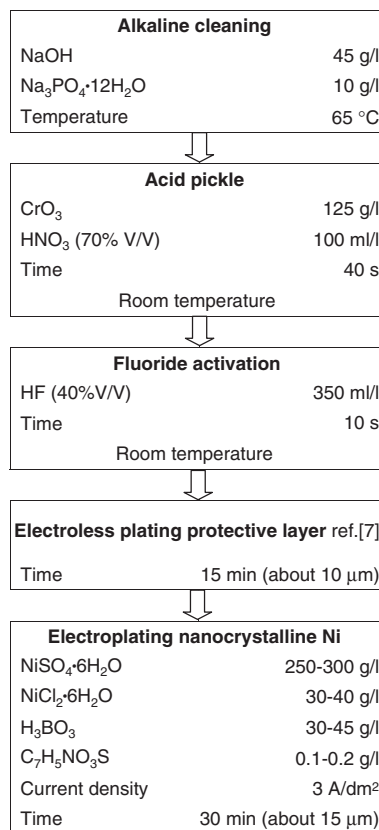 Alkaline cleaning
NaOH 45 g/l
Na₃PO₄·12H₂O 10 g/l
Temperature 65 °C
Acid pickle
CrO₃ 125 g/l
HNO₃ (70% V/V) 100 ml/l
Time 40 s
Room temperature
Fluoride activation
HF (40%V/V) 350 ml/l
Time 10 s
Room temperature
Electroless plating protective layer ref.[7]
Time 15 min (about 10 μm)
Electroplating nanocrystalline Ni
NiSO₄·6H₂O 250-300 g/l
NiCl₂·6H₂O 30-40 g/l
H₃BO₃ 30-45 g/l
C₇H₅NO₃S 0.1-0.2 g/l
Current density 3 A/dm²
Time 30 min (about 15 μm)